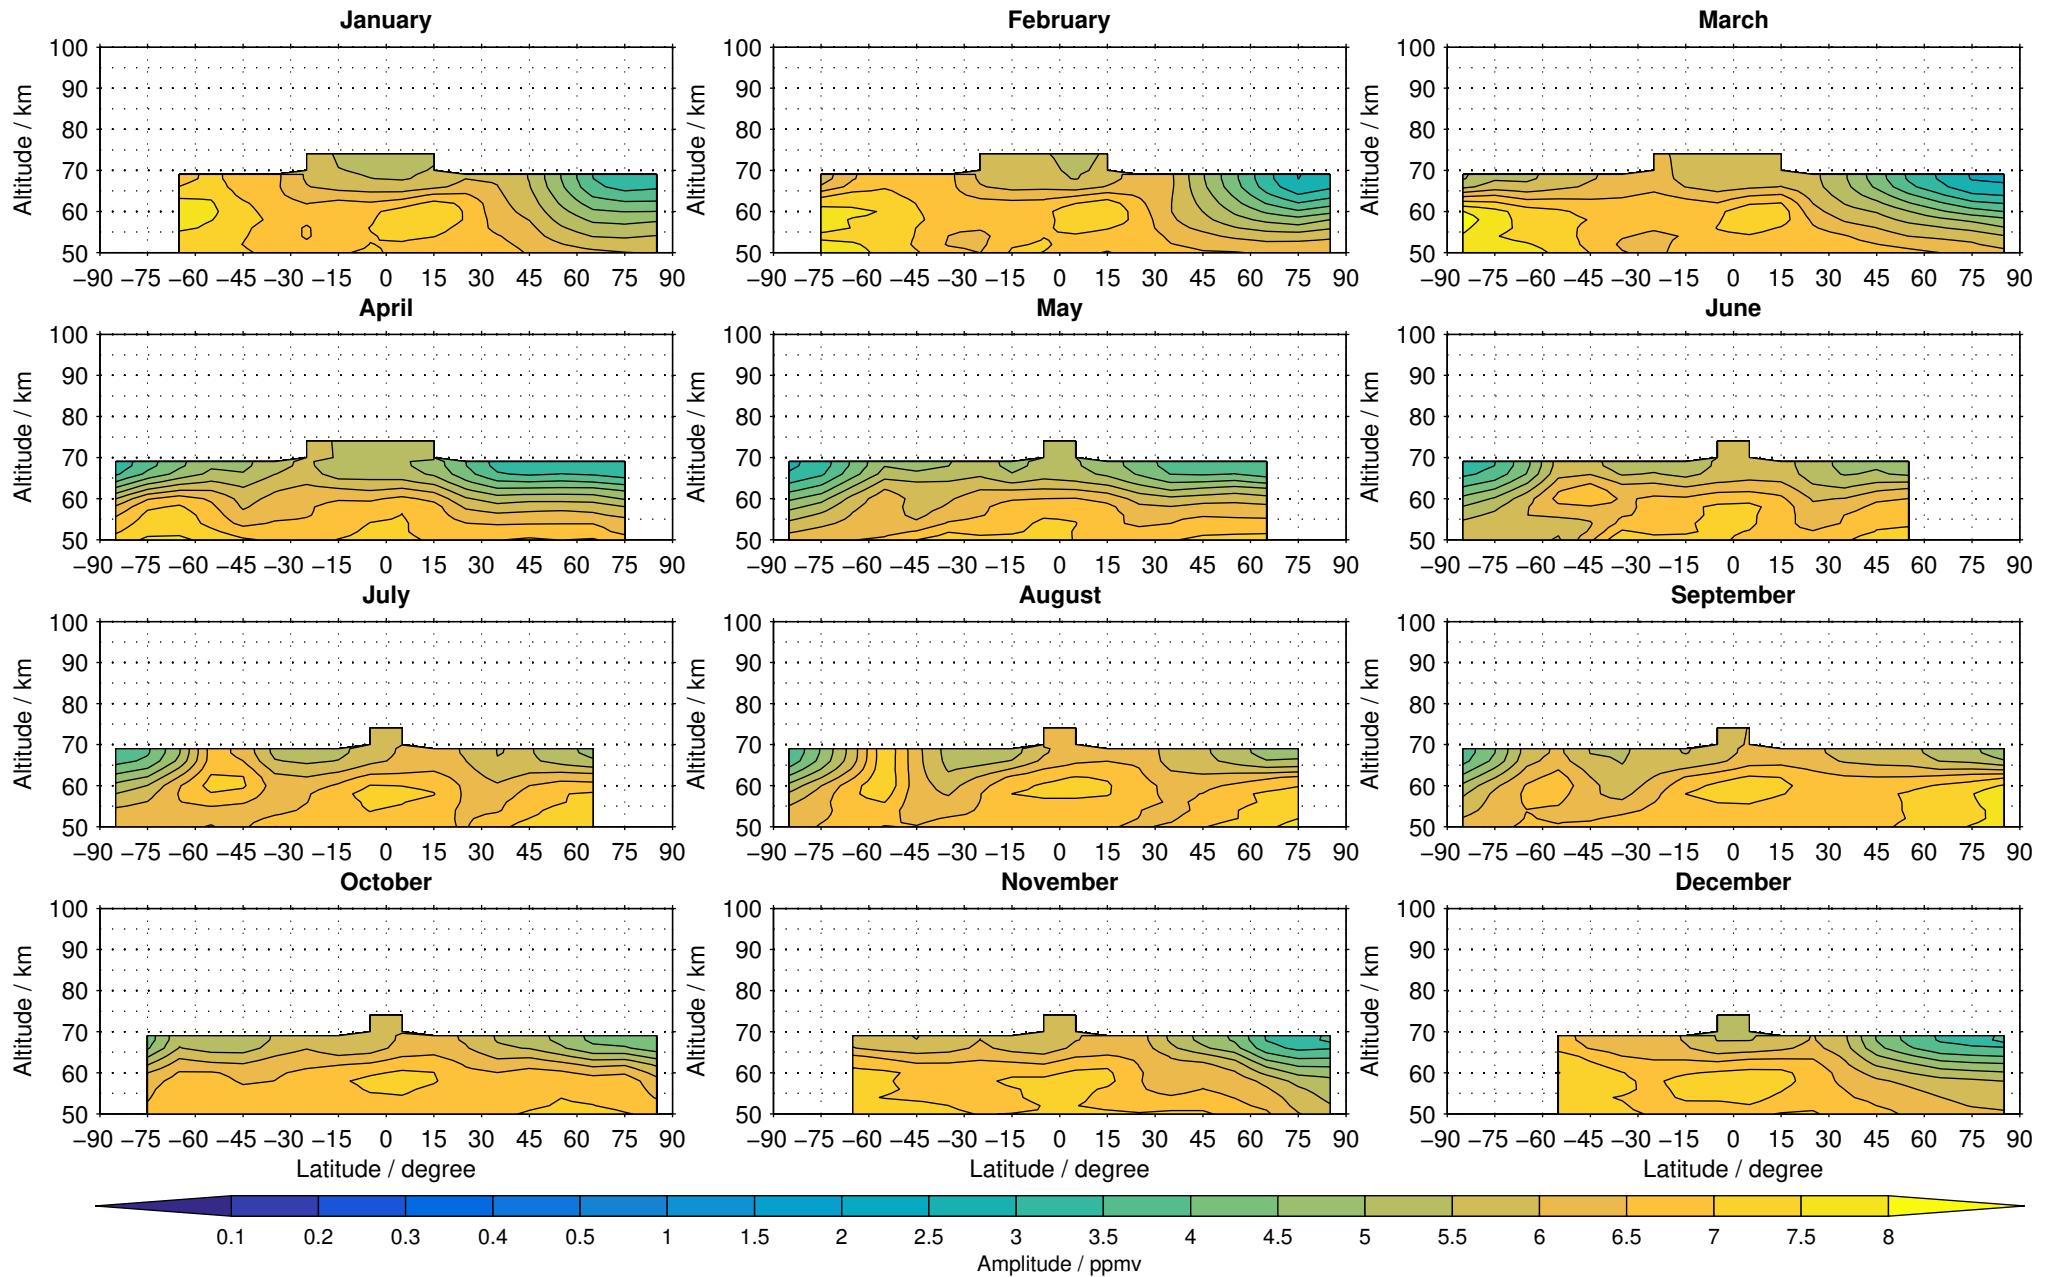 January February March
100 100 100
90 90 90
Altitude / km Altitude / km Altitude / km
80 80 80
70 70 70
60 60 60
50 50 50
−90 −75 −60 −45 −30 −15 0 15 30 45 60 75 90 −90 −75 −60 −45 −30 −15 0 15 30 45 60 75 90 −90 −75 −60 −45 −30 −15 0 15 30 45 60 75 90
April May June
100 100 100
90 90 90
Altitude / km Altitude / km Altitude / km
80 80 80
70 70 70
60 60 60
50 50 50
−90 −75 −60 −45 −30 −15 0 15 30 45 60 75 90 −90 −75 −60 −45 −30 −15 0 15 30 45 60 75 90 −90 −75 −60 −45 −30 −15 0 15 30 45 60 75 90
July August September
100 100 100
90 90 90
Altitude / km Altitude / km Altitude / km
80 80 80
70 70 70
60 60 60
50 50 50
−90 −75 −60 −45 −30 −15 0 15 30 45 60 75 90 −90 −75 −60 −45 −30 −15 0 15 30 45 60 75 90 −90 −75 −60 −45 −30 −15 0 15 30 45 60 75 90
October November December
100 100 100
90 90 90
Altitude / km Altitude / km Altitude / km
80 80 80
70 70 70
60 60 60
50 50 50
−90 −75 −60 −45 −30 −15 0 15 30 45 60 75 90 −90 −75 −60 −45 −30 −15 0 15 30 45 60 75 90 −90 −75 −60 −45 −30 −15 0 15 30 45 60 75 90
Latitude / degree Latitude / degree Latitude / degree
0.1 0.2 0.3 0.4 0.5 1 1.5 2 2.5 3 3.5 4 4.5 5 5.5 6 6.5 7 7.5 8
Amplitude / ppmv